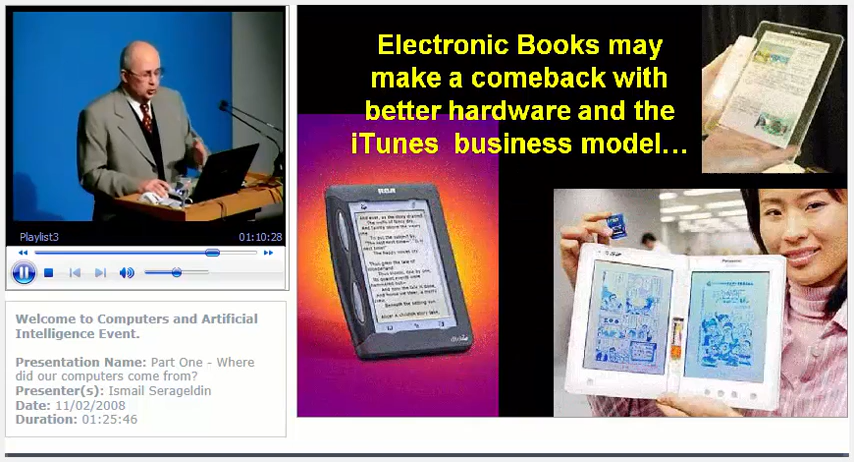 Playlist3
01:10:28
Welcome to Computers and Artificial
Intelligence Event.
Presentation Name: Part One - Where
did our computers come from?
Presenter(s): Ismail Serageldin
Date: 11/02/2008
Duration: 01:25:46
Electronic Books may
make a comeback with
better hardware and the
iTunes business model...
RCA
Panasonic